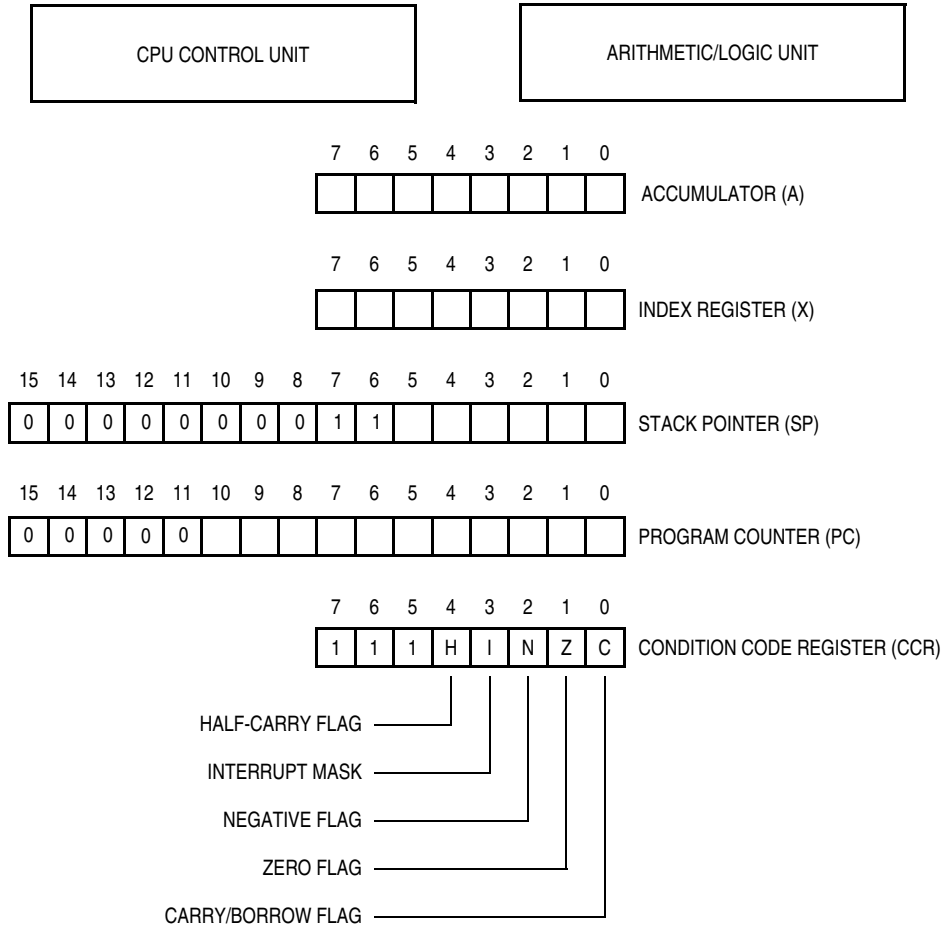 CPU CONTROL UNIT
ARITHMETIC/LOGIC UNIT
7 6 5 4 3 2 1 0
ACCUMULATOR (A)
7 6 5 4 3 2 1 0
INDEX REGISTER (X)
15 14 13 12 11 10 9 8 7 6 5 4 3 2 1 0
0 0 0 0 0 0 0 0 1 1 STACK POINTER (SP)
15 14 13 12 11 10 9 8 7 6 5 4 3 2 1 0
0 0 0 0 0 PROGRAM COUNTER (PC)
7 6 5 4 3 2 1 0
1 1 1 H I N Z C CONDITION CODE REGISTER (CCR)
HALF-CARRY FLAG
INTERRUPT MASK
NEGATIVE FLAG
ZERO FLAG
CARRY/BORROW FLAG